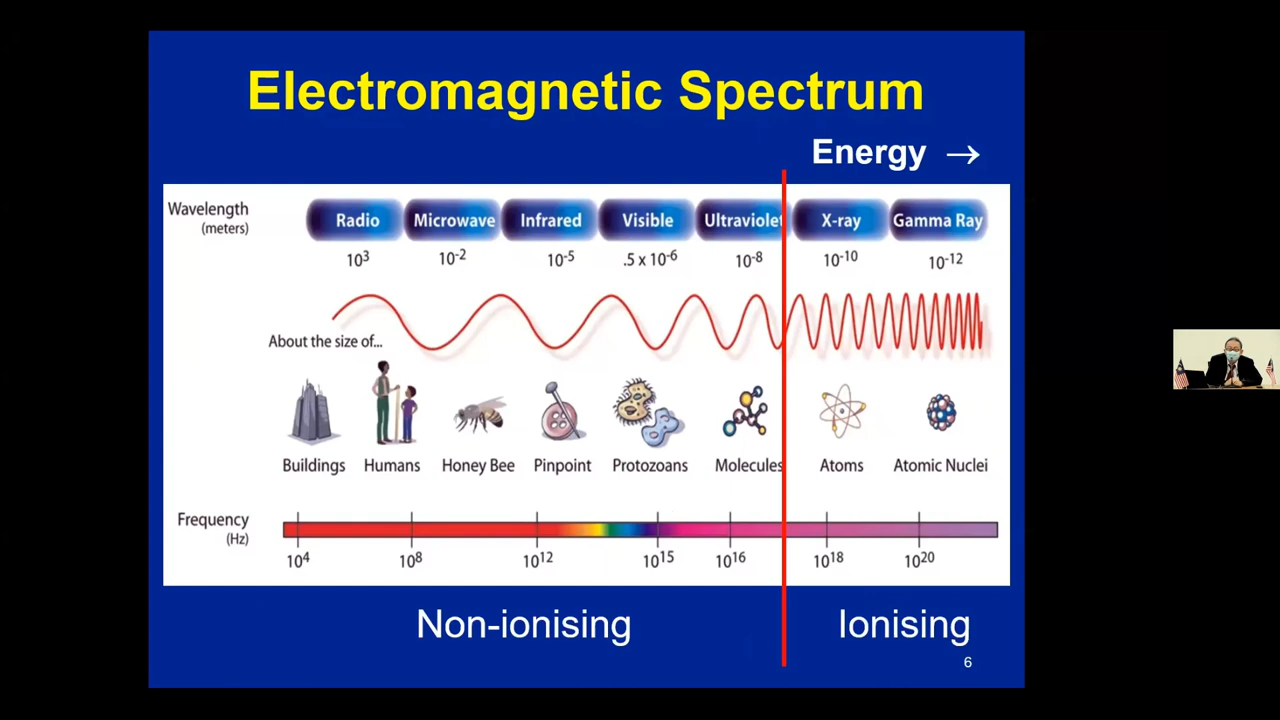 Electromagnetic Spectrum
Energy →
Wavelength
(meters)
Radio Microwave Infrared Visible Ultraviolet X-ray Gamma Ray
10³ 10⁻² 10⁻⁵ .5 x 10⁻⁶ 10⁻⁸ 10⁻¹⁰ 10⁻¹²
About the size of...
Buildings Humans Honey Bee Pinpoint Protozoans Molecules Atoms Atomic Nuclei
Frequency
(Hz)
10⁴ 10⁸ 10¹² 10¹⁵ 10¹⁶ 10¹⁸ 10²⁰
Non-ionising Ionising
6